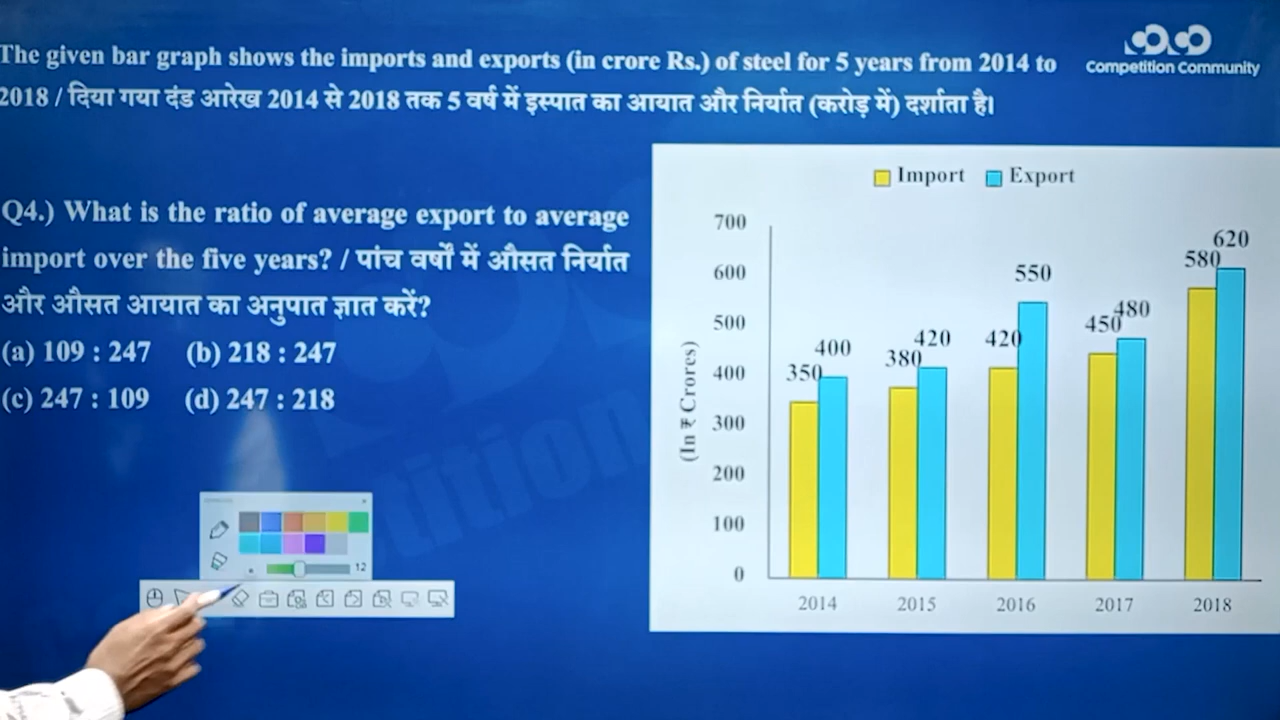 The given bar graph shows the imports and exports (in crore Rs.) of steel for 5 years from 2014 to
2018 / दिया गया दंड आरेख 2014 से 2018 तक 5 वर्ष में इस्पात का आयात और निर्यात (करोड़ में) दर्शाता है।
Competition Community
Q4.) What is the ratio of average export to average
import over the five years? / पांच वर्षों में औसत निर्यात
और औसत आयात का अनुपात ज्ञात करें?
(a) 109 : 247 (b) 218 : 247
(c) 247 : 109 (d) 247 : 218
12
Import Export
(In ₹ Crores)
700
600
500
400
300
200
100
0
350 400 380 420 420 550 450 480 580 620
2014 2015 2016 2017 2018